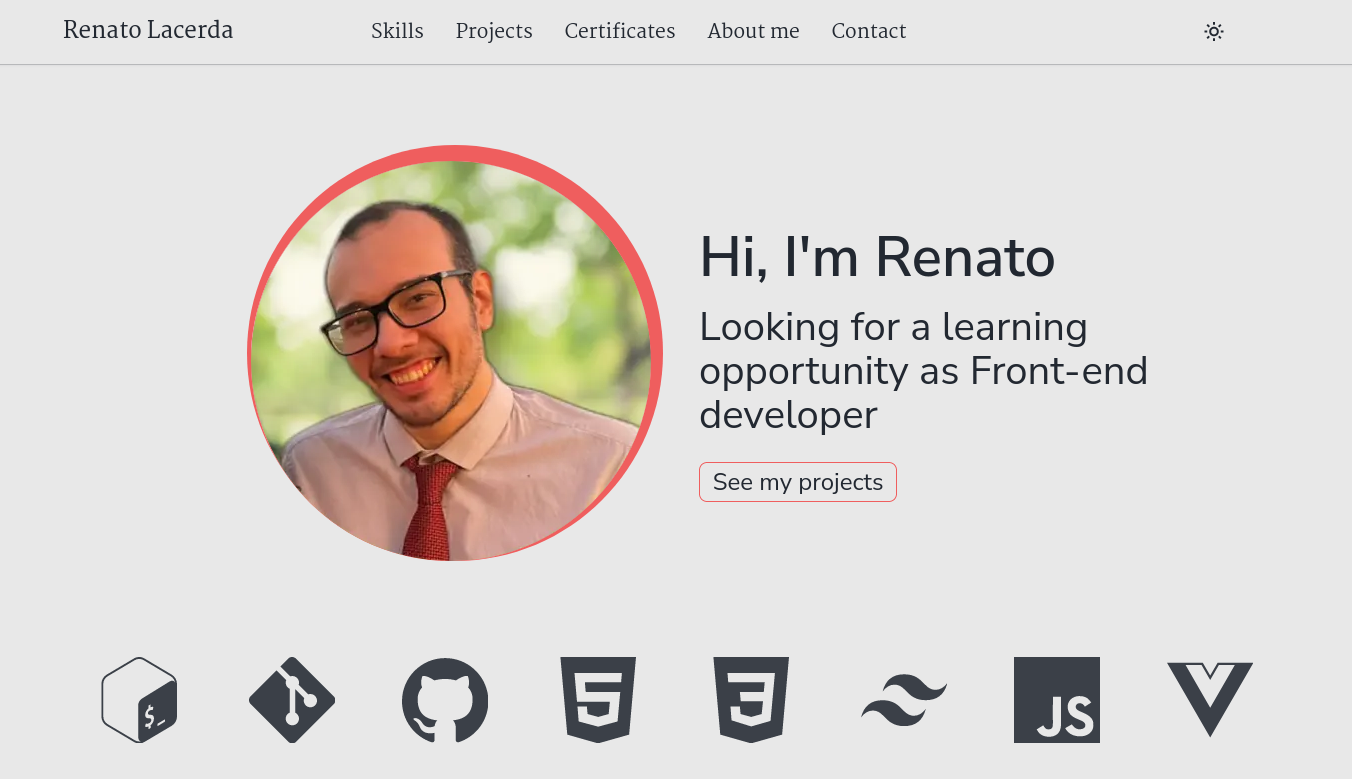 Renato Lacerda
Skills
Projects
Certificates
About me
Contact
Hi, I'm Renato
Looking for a learning
opportunity as Front-end
developer
See my projects
$_
5
3
JS